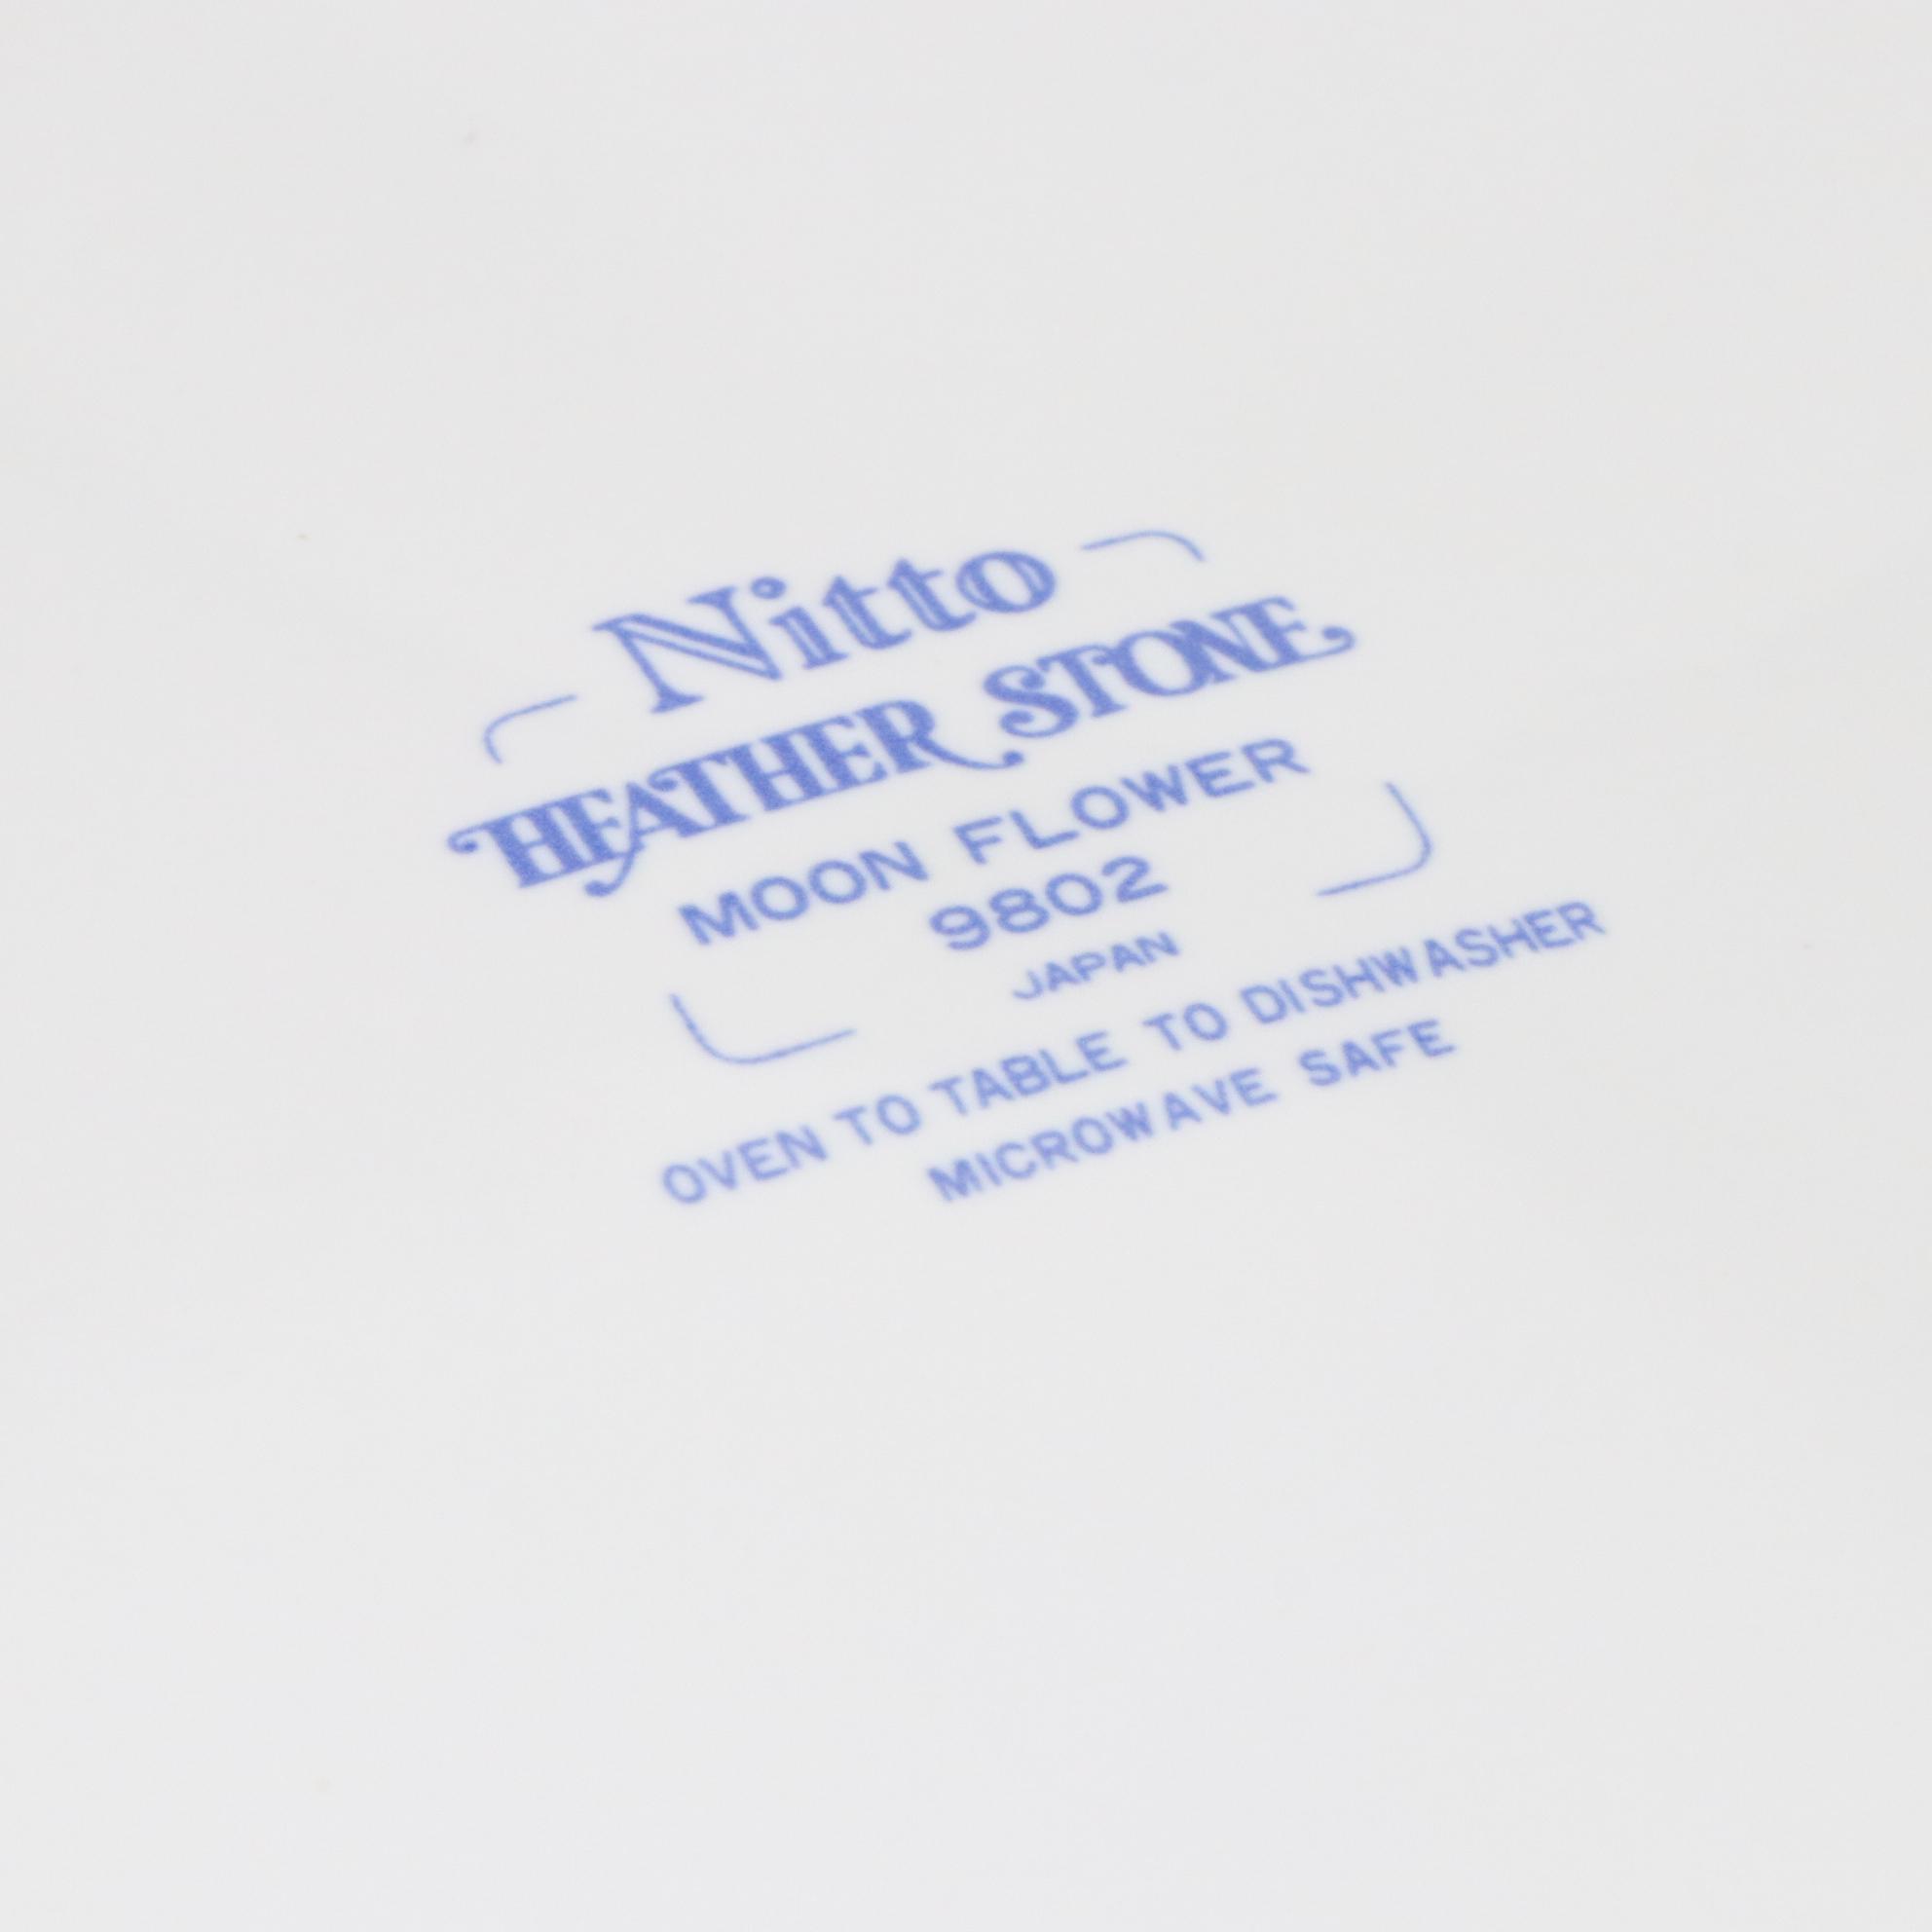 Nitto
HEATHER STONE
MOON FLOWER
9802
JAPAN
OVEN TO TABLE TO DISHWASHER
MICROWAVE SAFE